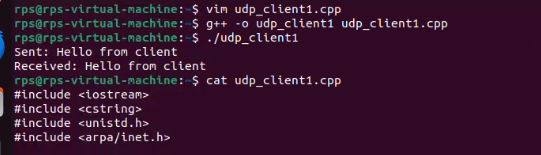 rps@rps-virtual-machine:~$ vim udp_client1.cpp
rps@rps-virtual-machine:~$ g++ -o udp_client1 udp_client1.cpp
rps@rps-virtual-machine:~$ ./udp_client1
Sent: Hello from client
Received: Hello from client
rps@rps-virtual-machine:~$ cat udp_client1.cpp
#include <iostream>
#include <cstring>
#include <unistd.h>
#include <arpa/inet.h>